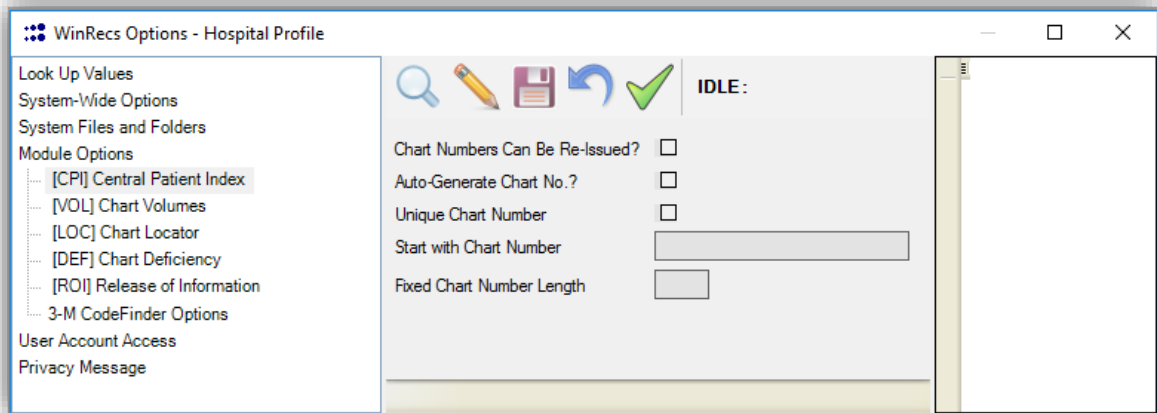 WinRecs Options - Hospital Profile
Look Up Values
System-Wide Options
System Files and Folders
Module Options
[CPI] Central Patient Index
[VOL] Chart Volumes
[LOC] Chart Locator
[DEF] Chart Deficiency
[ROI] Release of Information
3-M CodeFinder Options
User Account Access
Privacy Message
IDLE:
Chart Numbers Can Be Re-Issued?
Auto-Generate Chart No.?
Unique Chart Number
Start with Chart Number
Fixed Chart Number Length